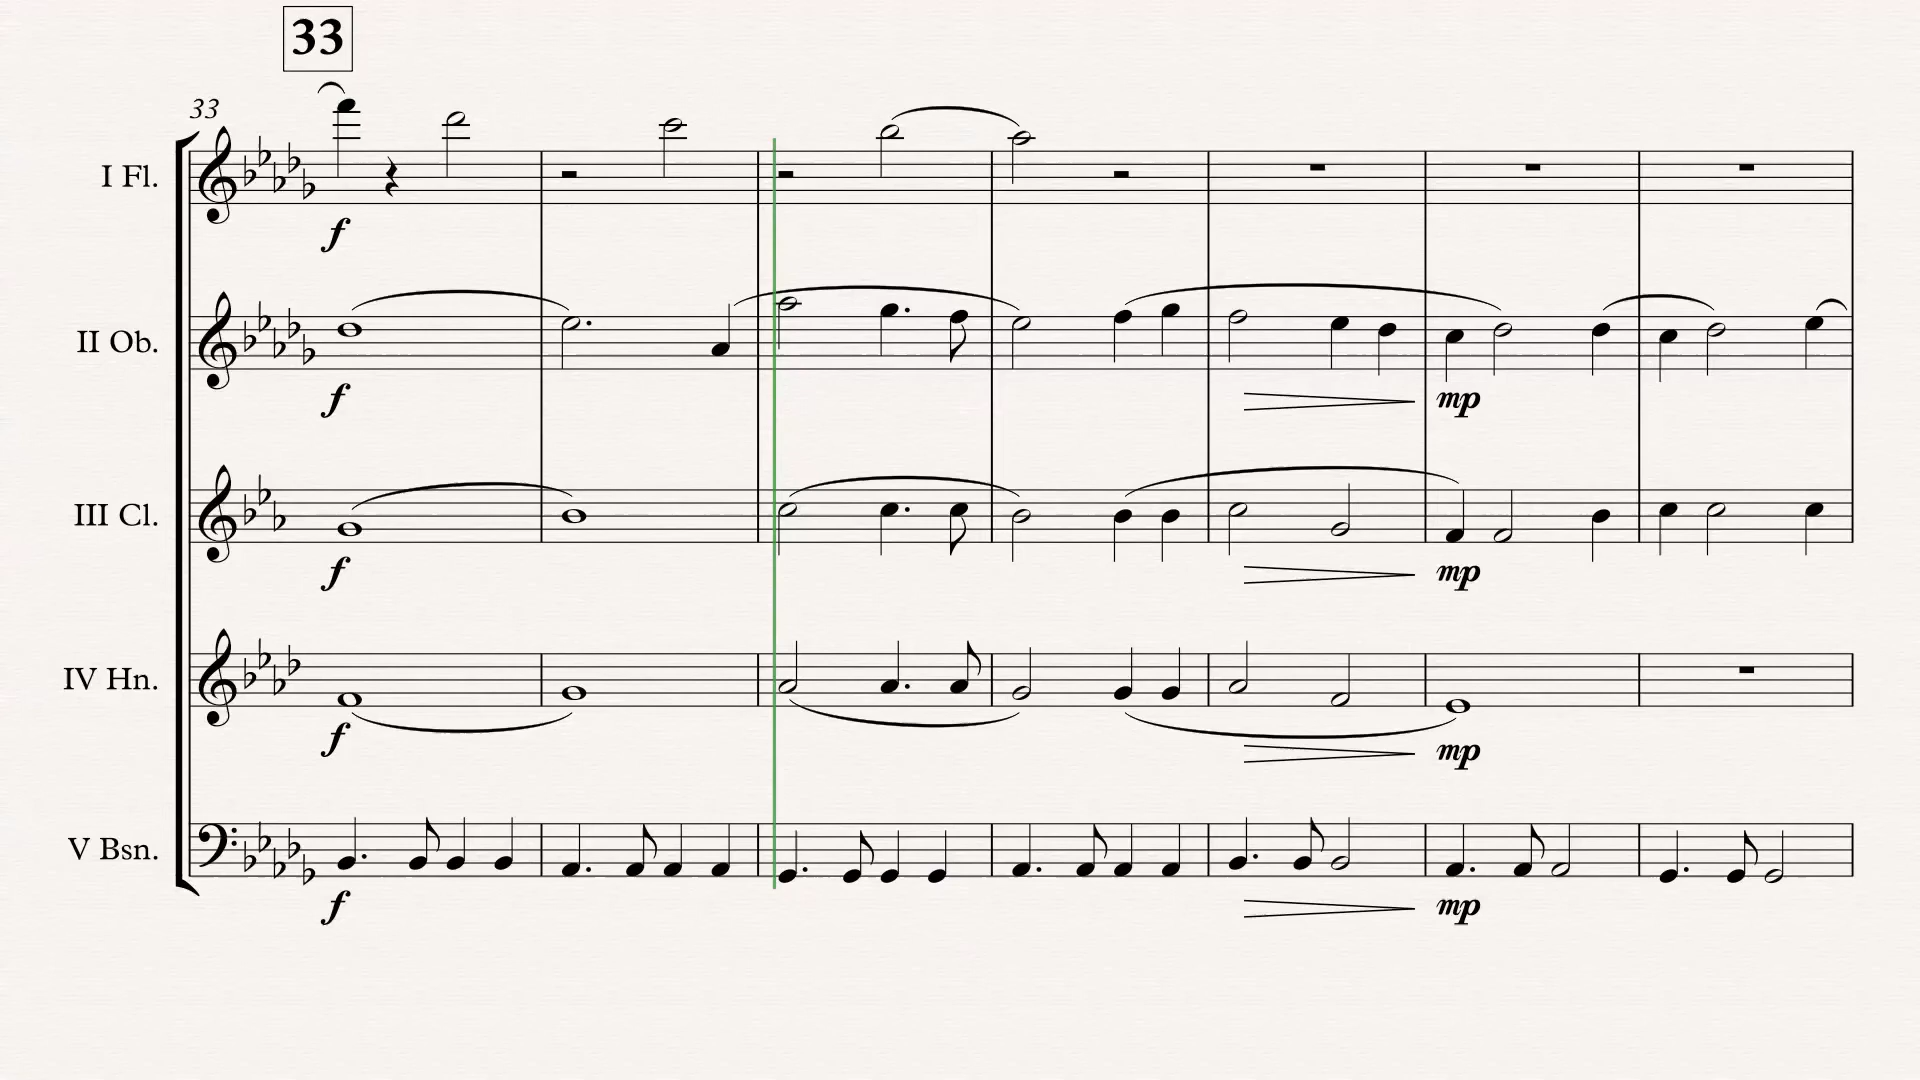 33
33
I Fl.
f
II Ob.
f
mp
III Cl.
f
mp
IV Hn.
f
mp
V Bsn.
f
mp